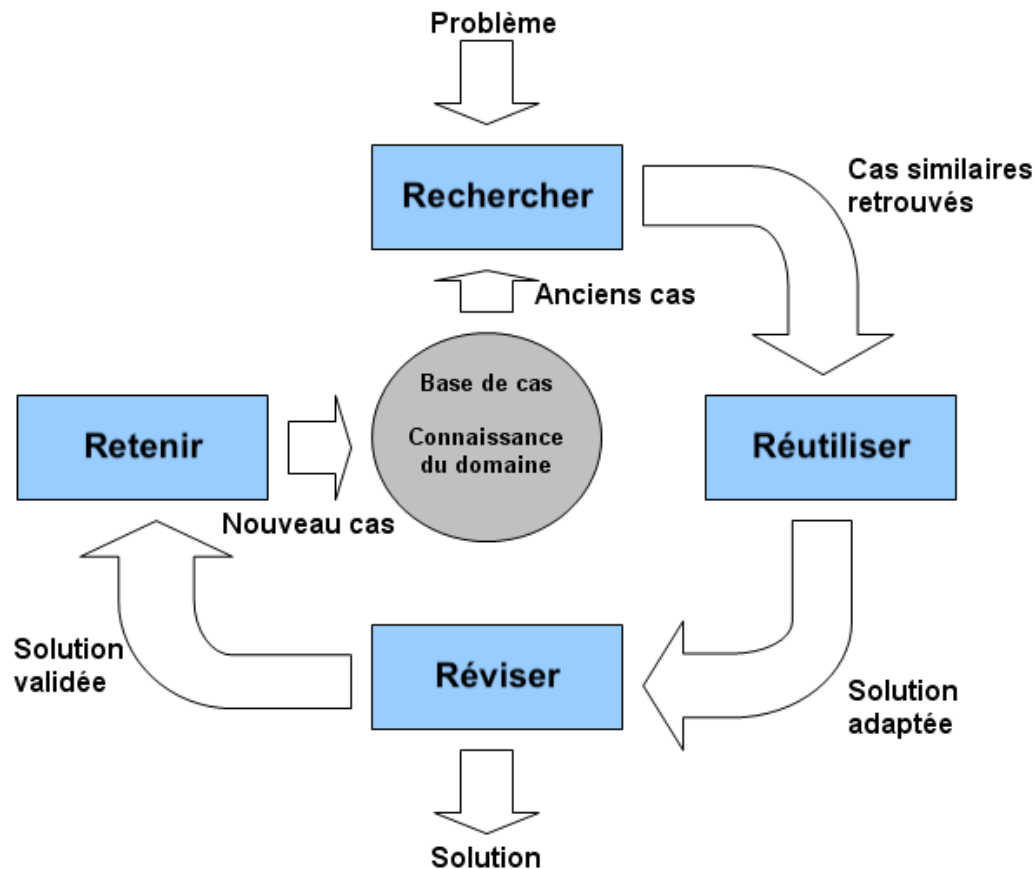 Problème
Rechercher
Cas similaires
retrouvés
Anciens cas
Base de cas
Connaissance
du domaine
Retenir
Réutiliser
Nouveau cas
Solution
validée
Réviser
Solution
adaptée
Solution